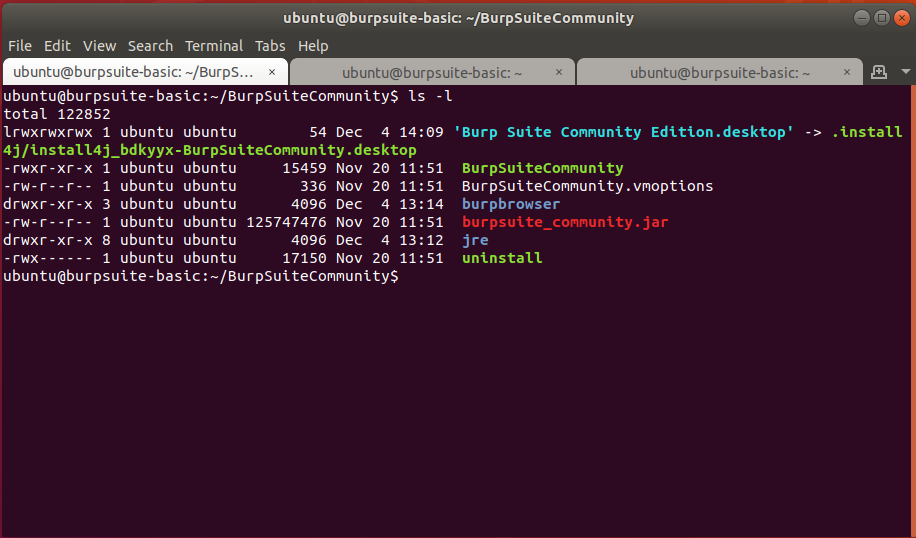 ubuntu@burpsuite-basic: ~/BurpSuiteCommunity
File Edit View Search Terminal Tabs Help
ubuntu@burpsuite-basic: ~/BurpS… × ubuntu@burpsuite-basic: ~ × ubuntu@burpsuite-basic: ~ ×
ubuntu@burpsuite-basic:~/BurpSuiteCommunity$ ls -l
total 122852
lrwxrwxrwx 1 ubuntu ubuntu        54 Dec  4 14:09 'Burp Suite Community Edition.desktop' -> .install
4j/install4j_bdkyyx-BurpSuiteCommunity.desktop
-rwxr-xr-x 1 ubuntu ubuntu     15459 Nov 20 11:51  BurpSuiteCommunity
-rw-r--r-- 1 ubuntu ubuntu       336 Nov 20 11:51  BurpSuiteCommunity.vmoptions
drwxr-xr-x 3 ubuntu ubuntu      4096 Dec  4 13:14  burpbrowser
-rw-r--r-- 1 ubuntu ubuntu 125747476 Nov 20 11:51  burpsuite_community.jar
drwxr-xr-x 8 ubuntu ubuntu      4096 Dec  4 13:12  jre
-rwx------ 1 ubuntu ubuntu     17150 Nov 20 11:51  uninstall
ubuntu@burpsuite-basic:~/BurpSuiteCommunity$